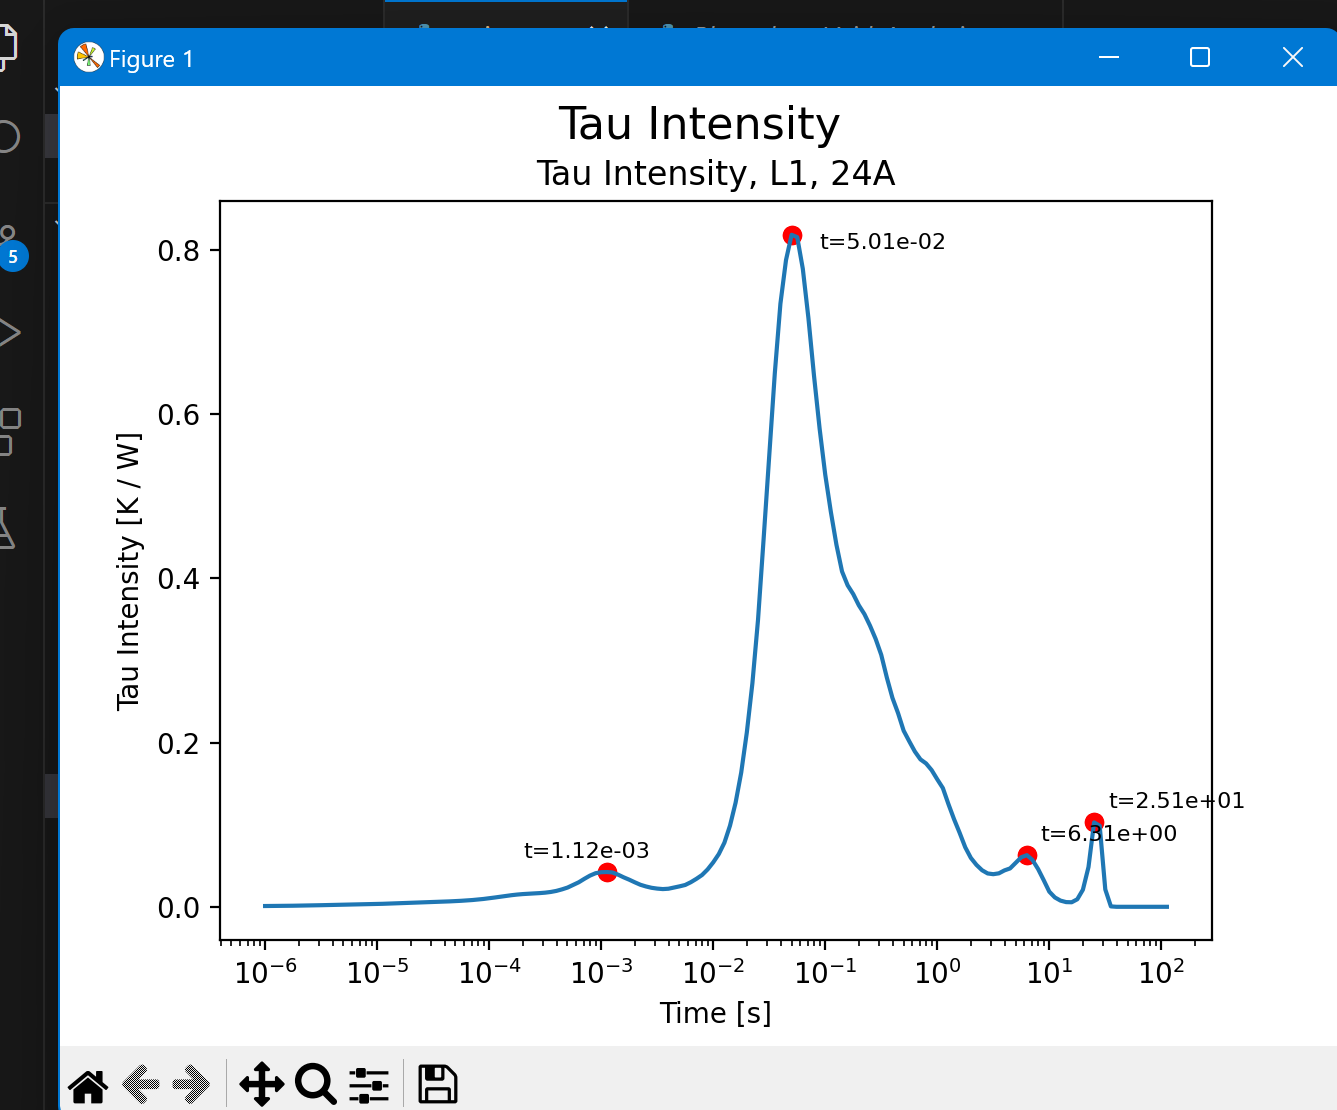 Figure 1
Tau Intensity
Tau Intensity, L1, 24A
t=5.01e-02
t=2.51e+01
t=6.31e+00
t=1.12e-03
0.8
0.6
0.4
0.2
0.0
Tau Intensity [K / W]
10⁻⁶ 10⁻⁵ 10⁻⁴ 10⁻³ 10⁻² 10⁻¹ 10⁰ 10¹ 10²
Time [s]
5